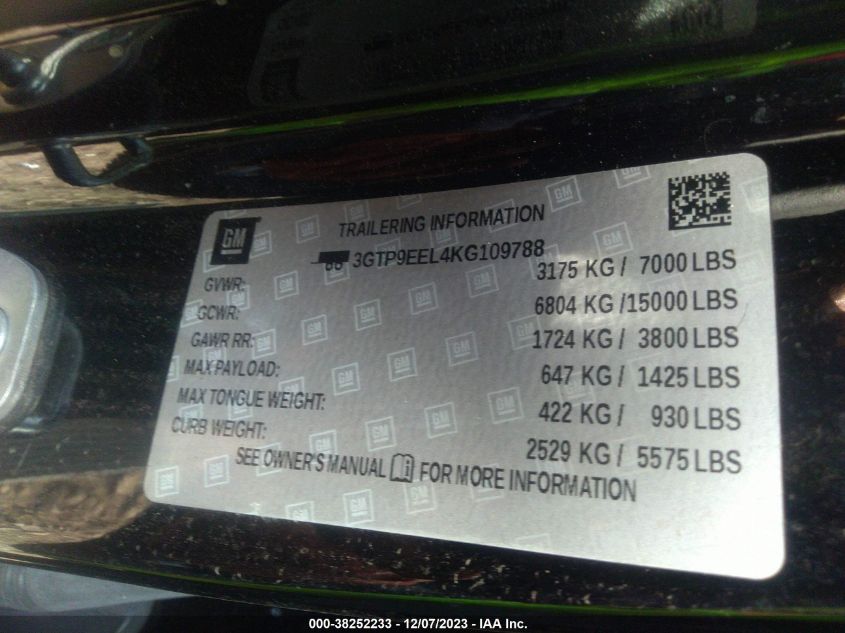 GM
TRAILERING INFORMATION
3GTP9EEL4KG109788
GVWR: 3175 KG / 7000 LBS
GCWR: 6804 KG /15000 LBS
GAWR RR: 1724 KG / 3800 LBS
MAX PAYLOAD: 647 KG / 1425 LBS
MAX TONGUE WEIGHT: 422 KG / 930 LBS
CURB WEIGHT: 2529 KG / 5575 LBS
SEE OWNER'S MANUAL FOR MORE INFORMATION
000-38252233 - 12/07/2023 - IAA Inc.